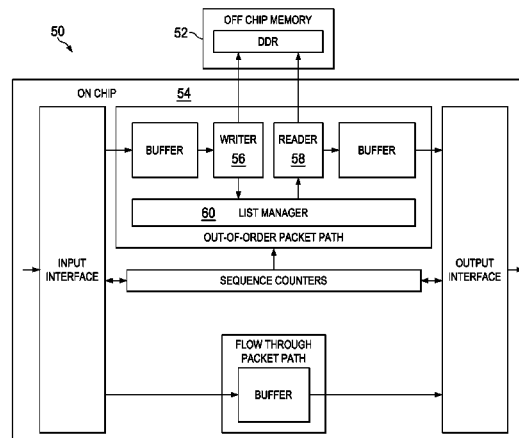 50
OFF CHIP MEMORY
52
DDR
ON CHIP
54
BUFFER
WRITER
56
READER
58
BUFFER
60 LIST MANAGER
OUT-OF-ORDER PACKET PATH
INPUT
INTERFACE
SEQUENCE COUNTERS
OUTPUT
INTERFACE
FLOW THROUGH
PACKET PATH
BUFFER